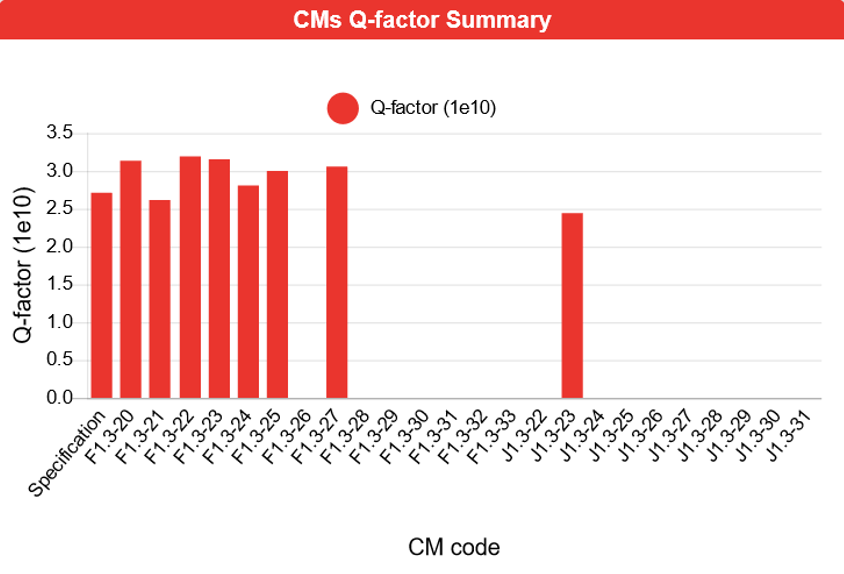 CMs Q-factor Summary
Q-factor (1e10)
Q-factor (1e10)
3.5
3.0
2.5
2.0
1.5
1.0
0.5
0.0
Specification
F1.3-20
F1.3-21
F1.3-22
F1.3-23
F1.3-24
F1.3-25
F1.3-26
F1.3-27
F1.3-28
F1.3-29
F1.3-30
F1.3-31
F1.3-32
F1.3-33
J1.3-22
J1.3-23
J1.3-24
J1.3-25
J1.3-26
J1.3-27
J1.3-28
J1.3-29
J1.3-30
J1.3-31
CM code